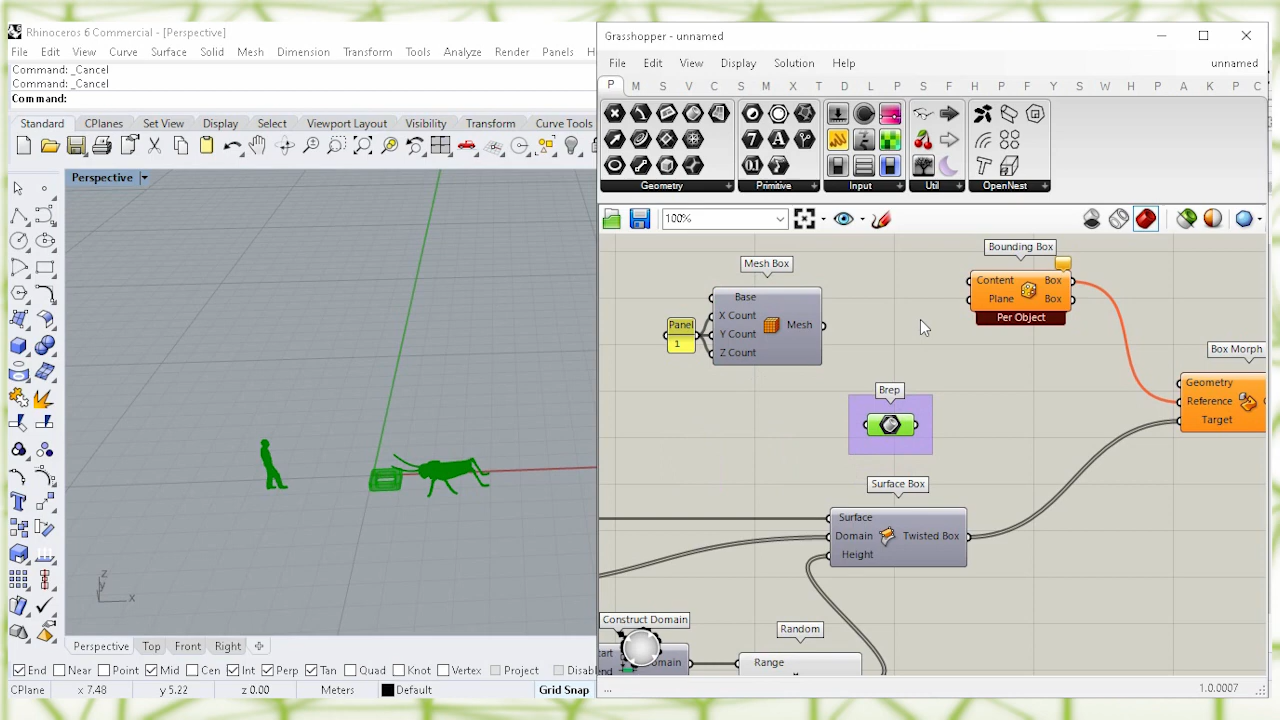 Rhinoceros 6 Commercial - [Perspective]
File Edit View Curve Surface Solid Mesh Dimension Transform Tools Analyze Render Panels H
Command: _Cancel
Command: _Cancel
Command:
Standard CPlanes Set View Display Select Viewport Layout Visibility Transform Curve Tools
Perspective
z
y
x
Perspective Top Front Right
End Near Point Mid Cen Int Perp Tan Quad Knot Vertex Project Disabl
CPlane x 7.48 y 5.22 z 0.00 Meters Default Grid Snap
Grasshopper - unnamed
File Edit View Display Solution Help unnamed
P M S V C S M X T D L P S F H B P F S W H P A K E C
Geometry Primitive Input Util OpenNest
100%
Bounding Box
Mesh Box
Content Box
Plane Box
Per Object
Base
X Count
Y Count
Z Count
Mesh
Panel
1
Box Morph
Geometry
Reference
Target
Brep
Surface Box
Surface
Domain
Height
Twisted Box
Construct Domain
Random
omain
Range
...
1.0.0007